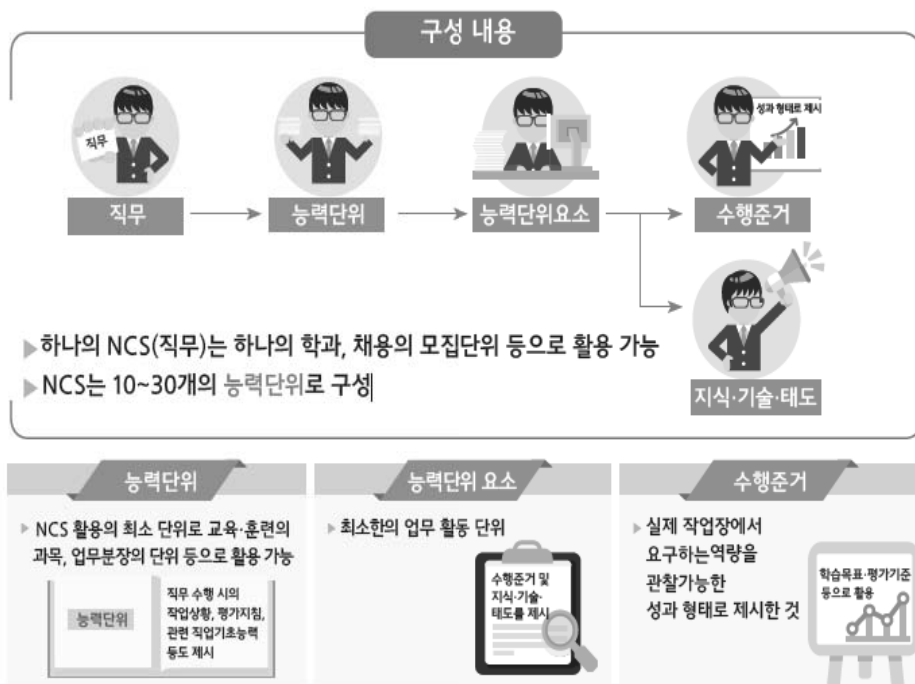 구성 내용
직무
성과 형태로 제시
직무
능력단위
능력단위요소
수행준거
▶하나의 NCS(직무)는 하나의 학과, 채용의 모집단위 등으로 활용 가능
▶NCS는 10~30개의 능력단위로 구성
지식·기술·태도
능력단위
▶ NCS 활용의 최소 단위로 교육·훈련의
과목, 업무분장의 단위 등으로 활용 가능
능력단위
직무 수행 시의
작업상황, 평가지침,
관련 직업기초능력
등도 제시
능력단위 요소
▶ 최소한의 업무 활동 단위
수행준거 및
지식·기술·
태도를 제시
수행준거
▶ 실제 작업장에서
요구하는역량을
관찰가능한
성과 형태로 제시한 것
학습목표·평가기준
등으로 활용